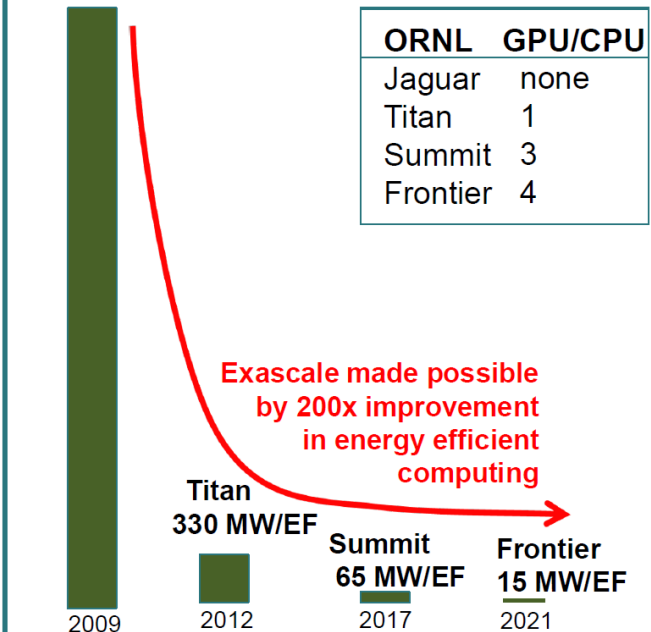 ORNL GPU/CPU
Jaguar none
Titan 1
Summit 3
Frontier 4
Exascale made possible
by 200x improvement
in energy efficient
computing
Titan
330 MW/EF
Summit
65 MW/EF
Frontier
15 MW/EF
2009
2012
2017
2021